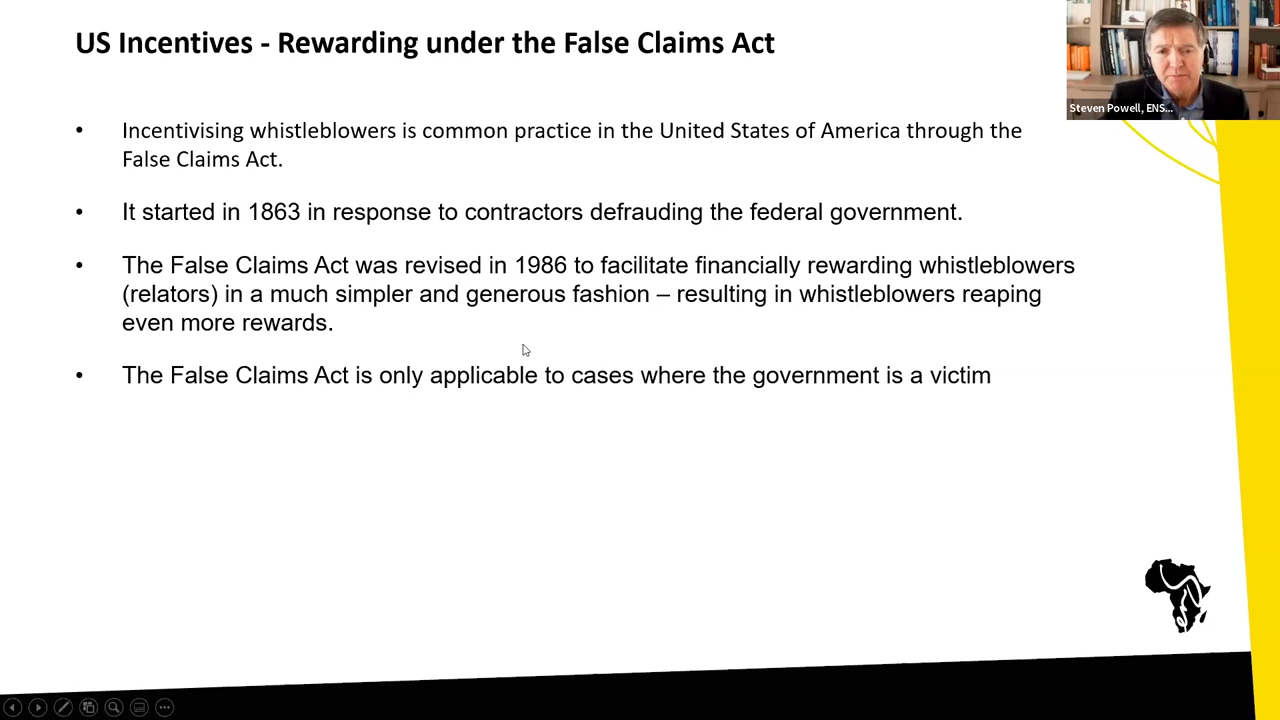 US Incentives - Rewarding under the False Claims Act
Steven Powell, ENS...
• Incentivising whistleblowers is common practice in the United States of America through the
False Claims Act.
• It started in 1863 in response to contractors defrauding the federal government.
• The False Claims Act was revised in 1986 to facilitate financially rewarding whistleblowers
(relators) in a much simpler and generous fashion – resulting in whistleblowers reaping
even more rewards.
• The False Claims Act is only applicable to cases where the government is a victim